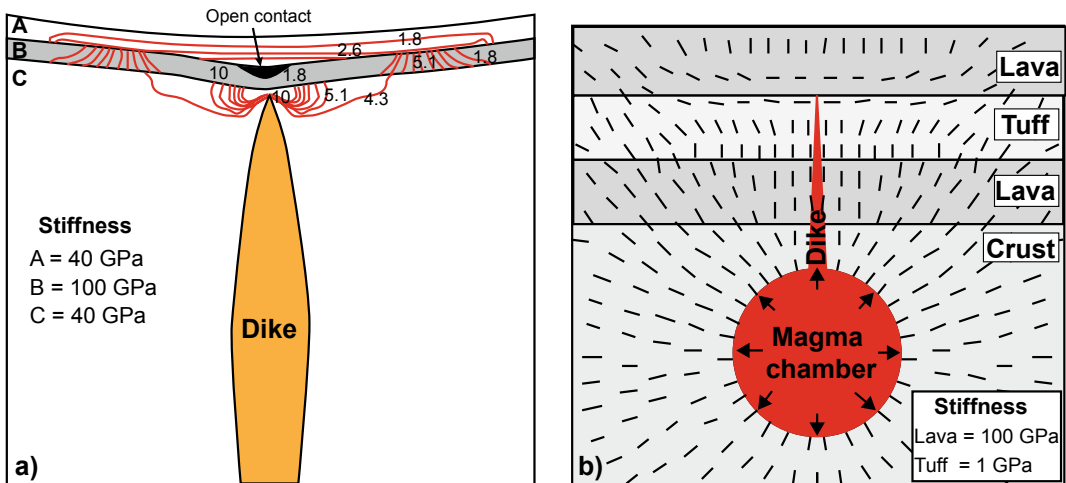 Open contact
A
B
C
1.8
2.6
5.1
1.8
10
1.8
10
5.1
4.3
Stiffness
A = 40 GPa
B = 100 GPa
C = 40 GPa
Dike
a)
Lava
Tuff
Lava
Crust
Dike
Magma
chamber
Stiffness
Lava = 100 GPa
Tuff = 1 GPa
b)